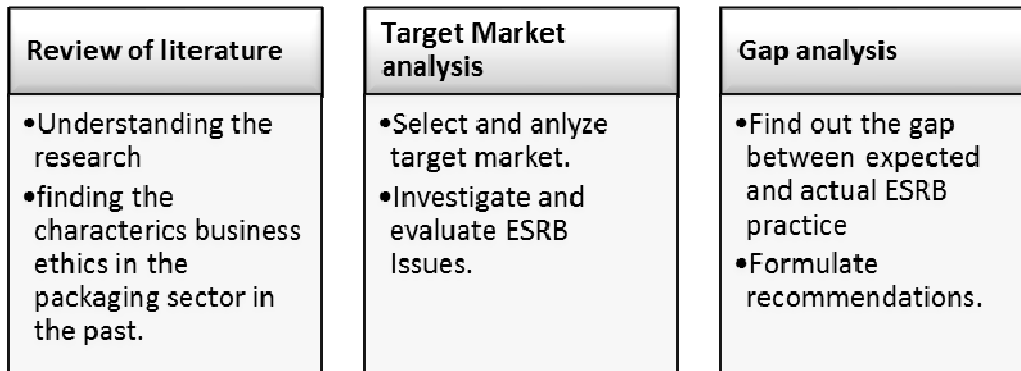 Review of literature
•Understanding the
research
•finding the
characterics business
ethics in the
packaging sector in
the past.
Target Market
analysis
•Select and anlyze
target market.
•Investigate and
evaluate ESRB
Issues.
Gap analysis
•Find out the gap
between expected
and actual ESRB
practice
•Formulate
recommendations.